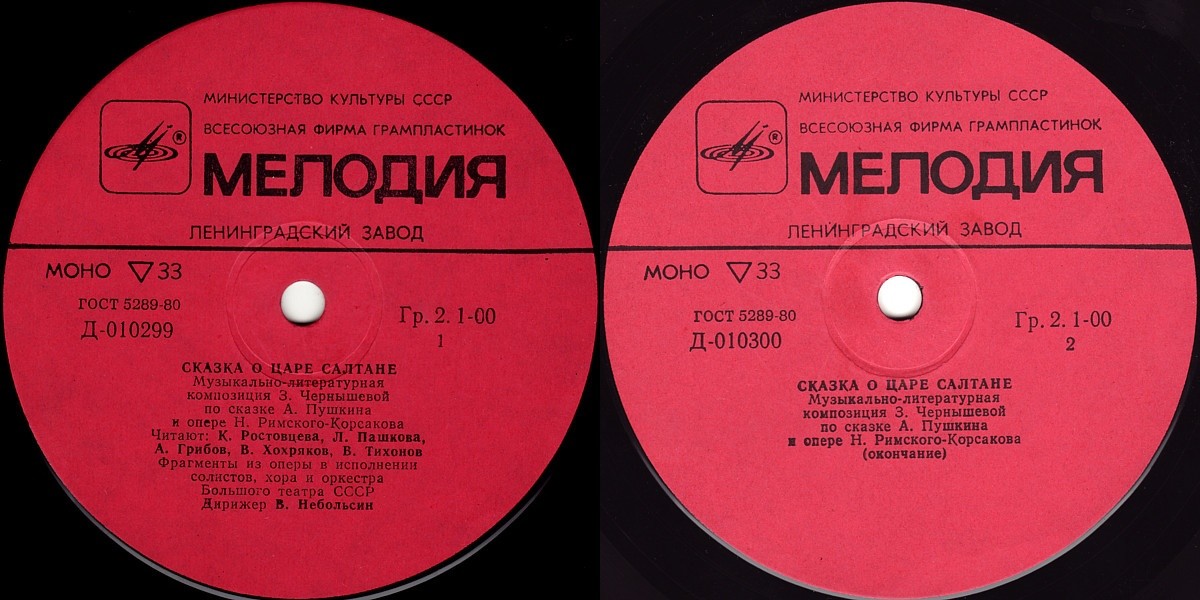 МИНИСТЕРСТВО КУЛЬТУРЫ СССР
ВСЕСОЮЗНАЯ ФИРМА ГРАМПЛАСТИНОК
®
МЕЛОДИЯ
ЛЕНИНГРАДСКИЙ ЗАВОД
МОНО ▽ 33
ГОСТ 5289-80
Д-010299
Гр. 2. 1-00
1
СКАЗКА О ЦАРЕ САЛТАНЕ
Музыкально-литературная
композиция З. Чернышевой
по сказке А. Пушкина
и опере Н. Римского-Корсакова
Читают: К. Ростовцева, Л. Пашкова,
А. Грибов, В. Хохряков, В. Тихонов
Фрагменты из оперы в исполнении
солистов, хора и оркестра
Большого театра СССР
Дирижер В. Небольсин
МИНИСТЕРСТВО КУЛЬТУРЫ СССР
ВСЕСОЮЗНАЯ ФИРМА ГРАМПЛАСТИНОК
®
МЕЛОДИЯ
ЛЕНИНГРАДСКИЙ ЗАВОД
МОНО ▽ 33
ГОСТ 5289-80
Д-010300
Гр. 2. 1-00
2
СКАЗКА О ЦАРЕ САЛТАНЕ
Музыкально-литературная
композиция З. Чернышевой
по сказке А. Пушкина
и опере Н. Римского-Корсакова
(окончание)